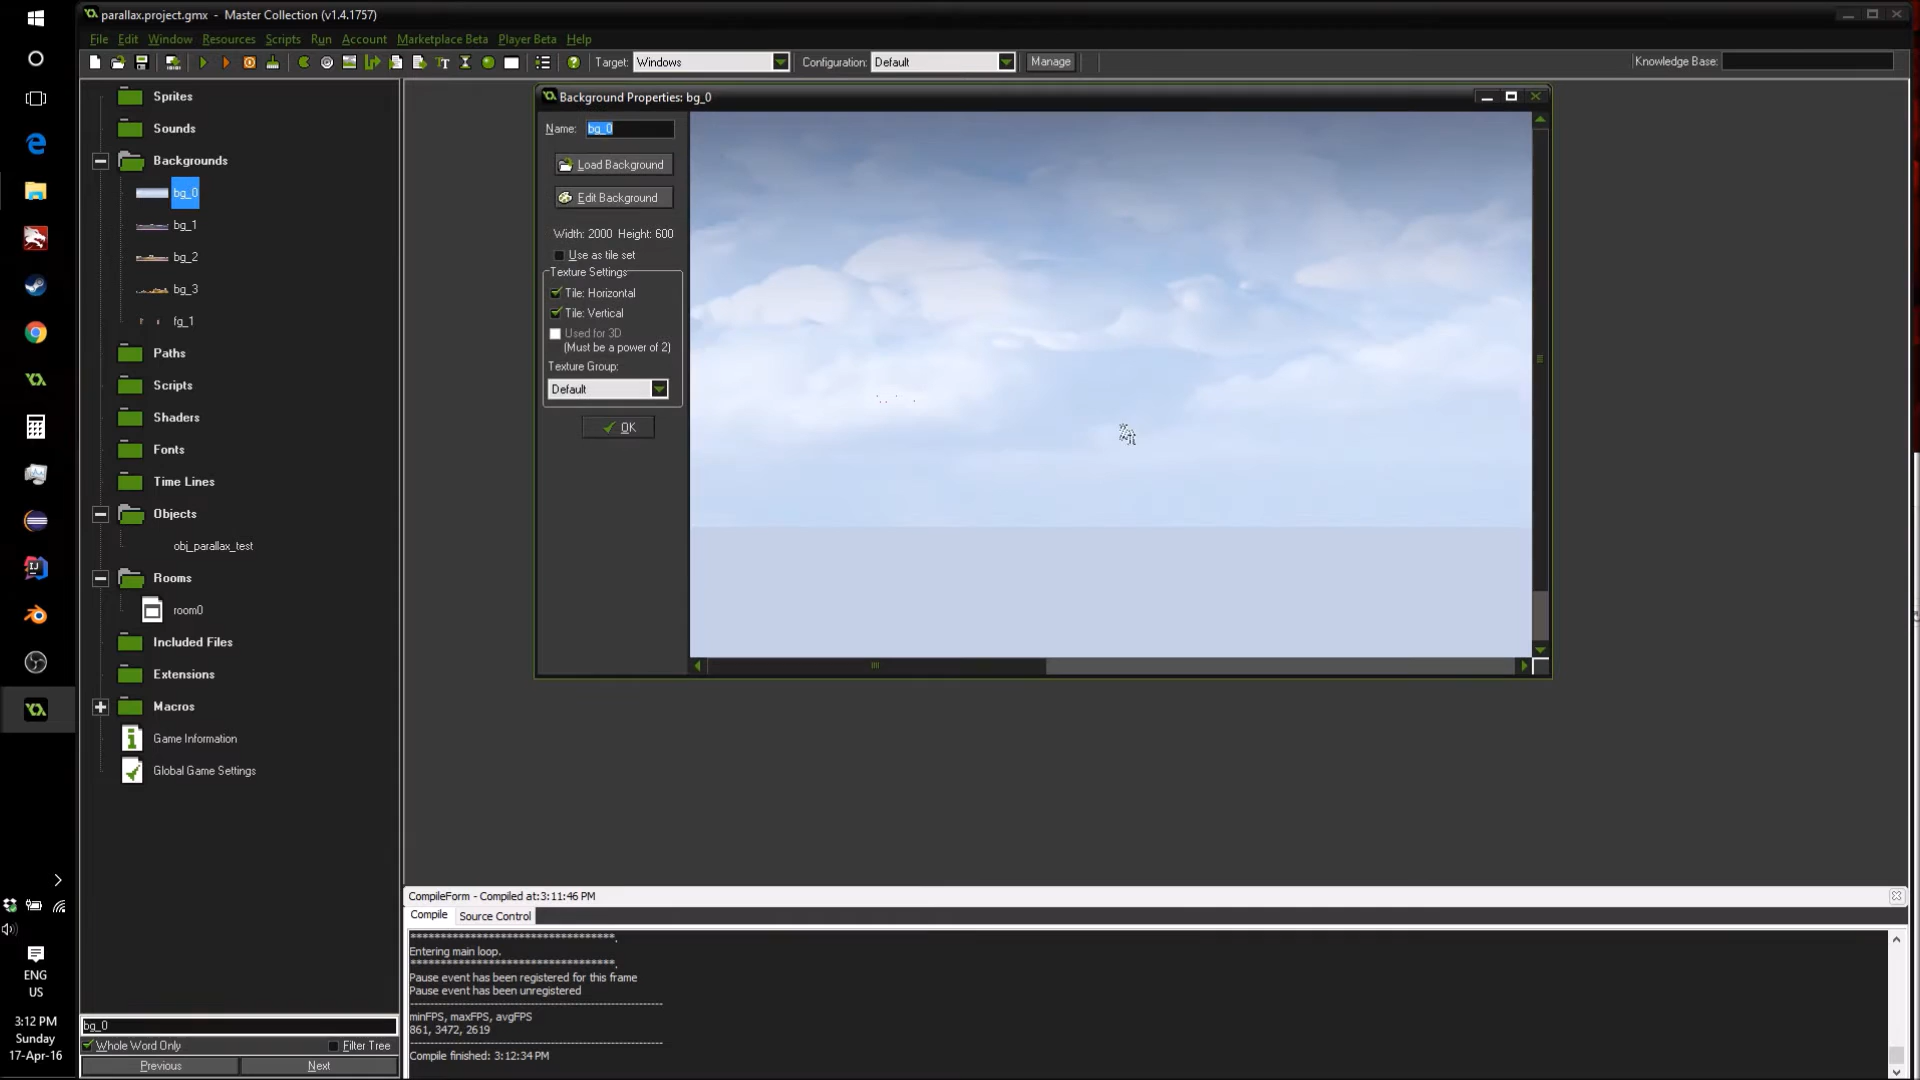 parallax.project.gmx - Master Collection (v1.4.1757)
File Edit Window Resources Scripts Run Account Marketplace Beta Player Beta Help
Target: Windows Configuration: Default Manage Knowledge Base:
Sprites
Sounds
Backgrounds
bg_0
bg_1
bg_2
bg_3
fg_1
Paths
Scripts
Shaders
Fonts
Time Lines
Objects
obj_parallax_test
Rooms
room0
Included Files
Extensions
Macros
Game Information
Global Game Settings
bg_0
Whole Word Only Filter Tree
Previous Next
Background Properties: bg_0
Name: bg_0
Load Background
Edit Background
Width: 2000 Height: 600
Use as tile set
Texture Settings
Tile: Horizontal
Tile: Vertical
Used for 3D
(Must be a power of 2)
Texture Group:
Default
OK
CompileForm - Compiled at:3:11:46 PM
Compile Source Control
***********************************.
Entering main loop.
***********************************.
Pause event has been registered for this frame
Pause event has been unregistered
minFPS, maxFPS, avgFPS
861, 3472, 2619
Compile finished: 3:12:34 PM
ENG
US
3:12 PM
Sunday
17-Apr-16